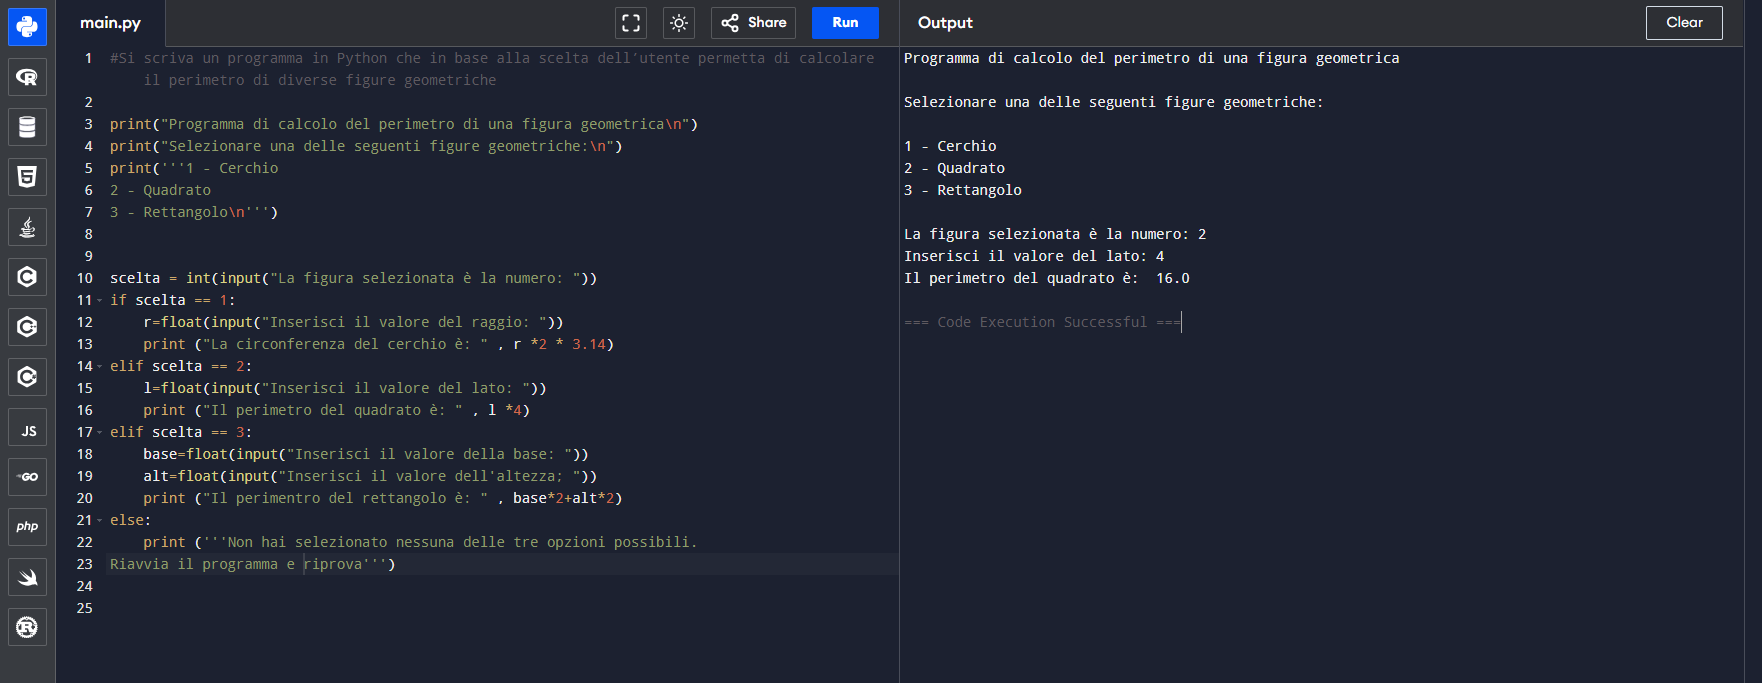 main.py
Share
Run
Output
Clear
1 #Si scriva un programma in Python che in base alla scelta dell'utente permetta di calcolare
il perimetro di diverse figure geometriche
2
3 print("Programma di calcolo del perimetro di una figura geometrica\n")
4 print("Selezionare una delle seguenti figure geometriche:\n")
5 print('''1 - Cerchio
6 2 - Quadrato
7 3 - Rettangolo\n''')
8
9
10 scelta = int(input("La figura selezionata è la numero: "))
11 if scelta == 1:
12 r=float(input("Inserisci il valore del raggio: "))
13 print ("La circonferenza del cerchio è: " , r *2 * 3.14)
14 elif scelta == 2:
15 l=float(input("Inserisci il valore del lato: "))
16 print ("Il perimetro del quadrato è: " , l *4)
17 elif scelta == 3:
18 base=float(input("Inserisci il valore della base: "))
19 alt=float(input("Inserisci il valore dell'altezza; "))
20 print ("Il perimentro del rettangolo è: " , base*2+alt*2)
21 else:
22 print ('''Non hai selezionato nessuna delle tre opzioni possibili.
23 Riavvia il programma e riprova''')
24
25
Programma di calcolo del perimetro di una figura geometrica
Selezionare una delle seguenti figure geometriche:
1 - Cerchio
2 - Quadrato
3 - Rettangolo
La figura selezionata è la numero: 2
Inserisci il valore del lato: 4
Il perimetro del quadrato è:  16.0
=== Code Execution Successful ===
R
5
C
C
C
JS
GO
php
R